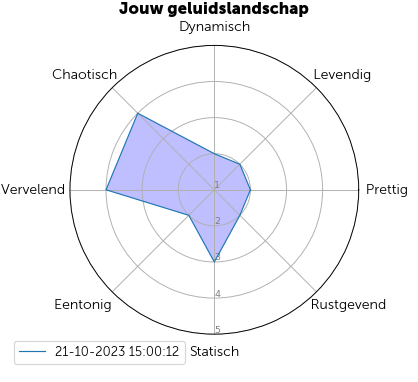 Jouw geluidslandschap
Dynamisch
Chaotisch
Levendig
Vervelend
Prettig
1
2
3
4
5
Eentonig
Rustgevend
Statisch
21-10-2023 15:00:12